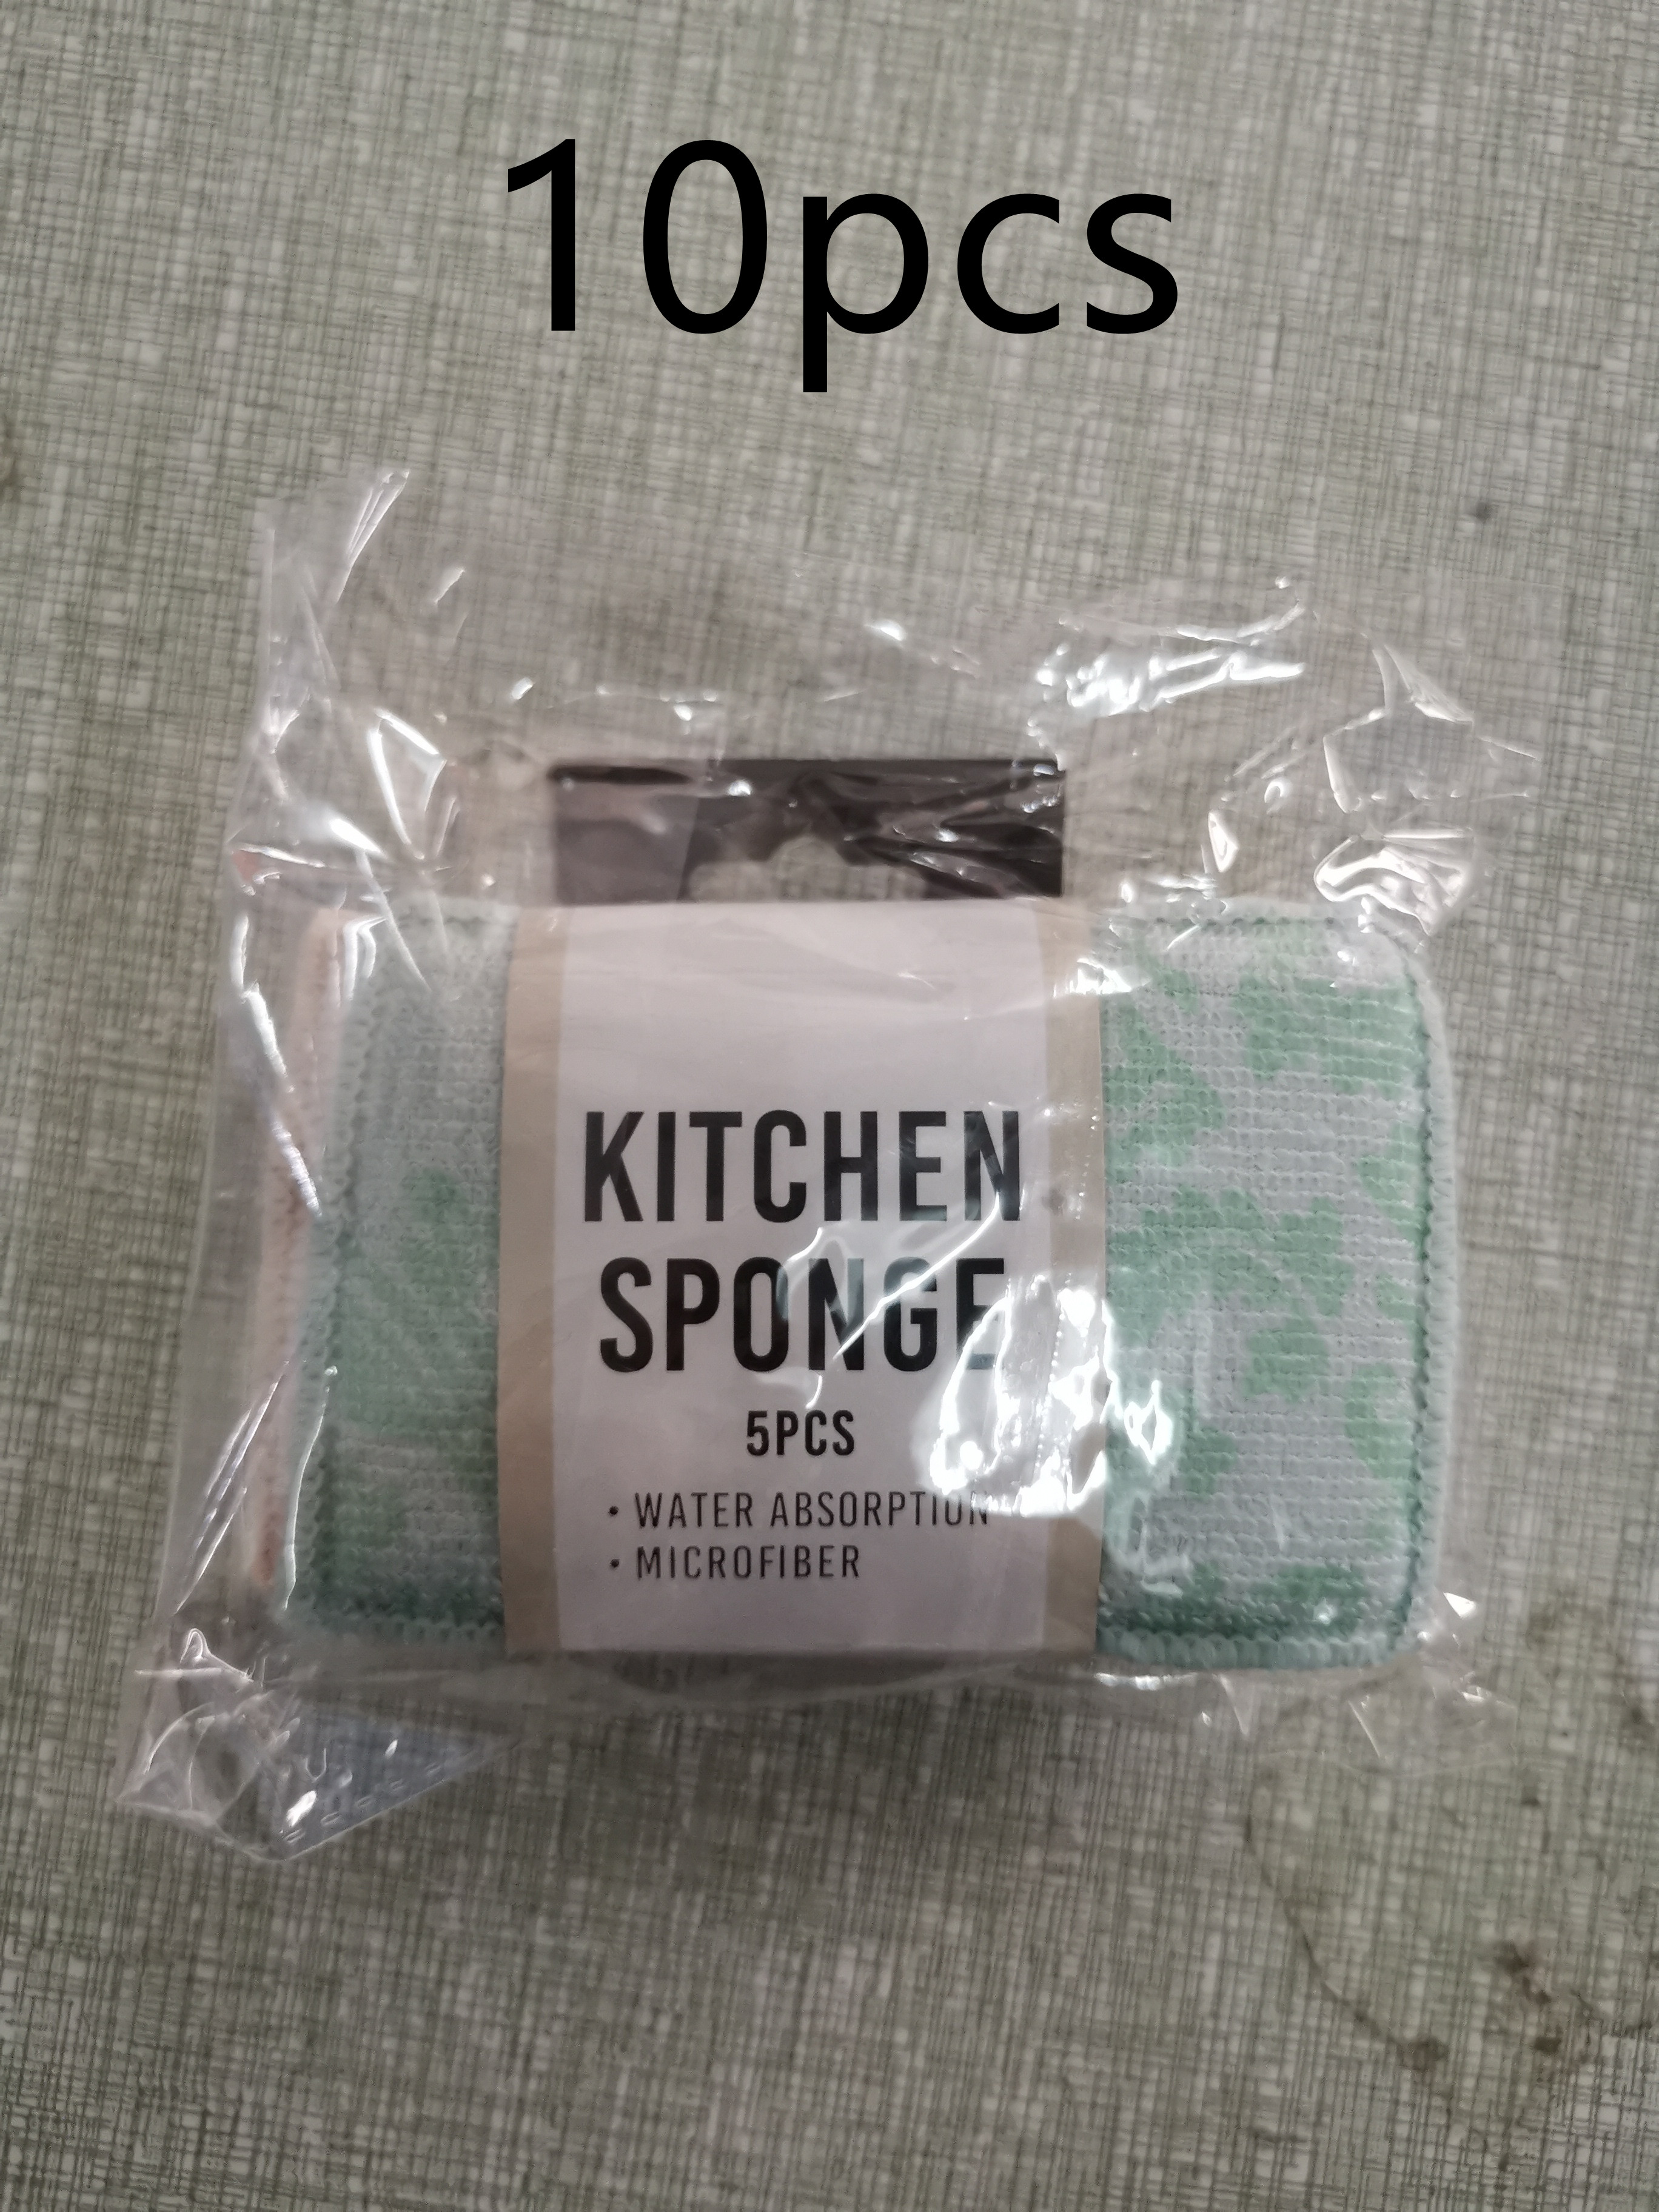 10pcs
KITCHEN
SPONGE
5PCS
• WATER ABSORPTION
• MICROFIBER